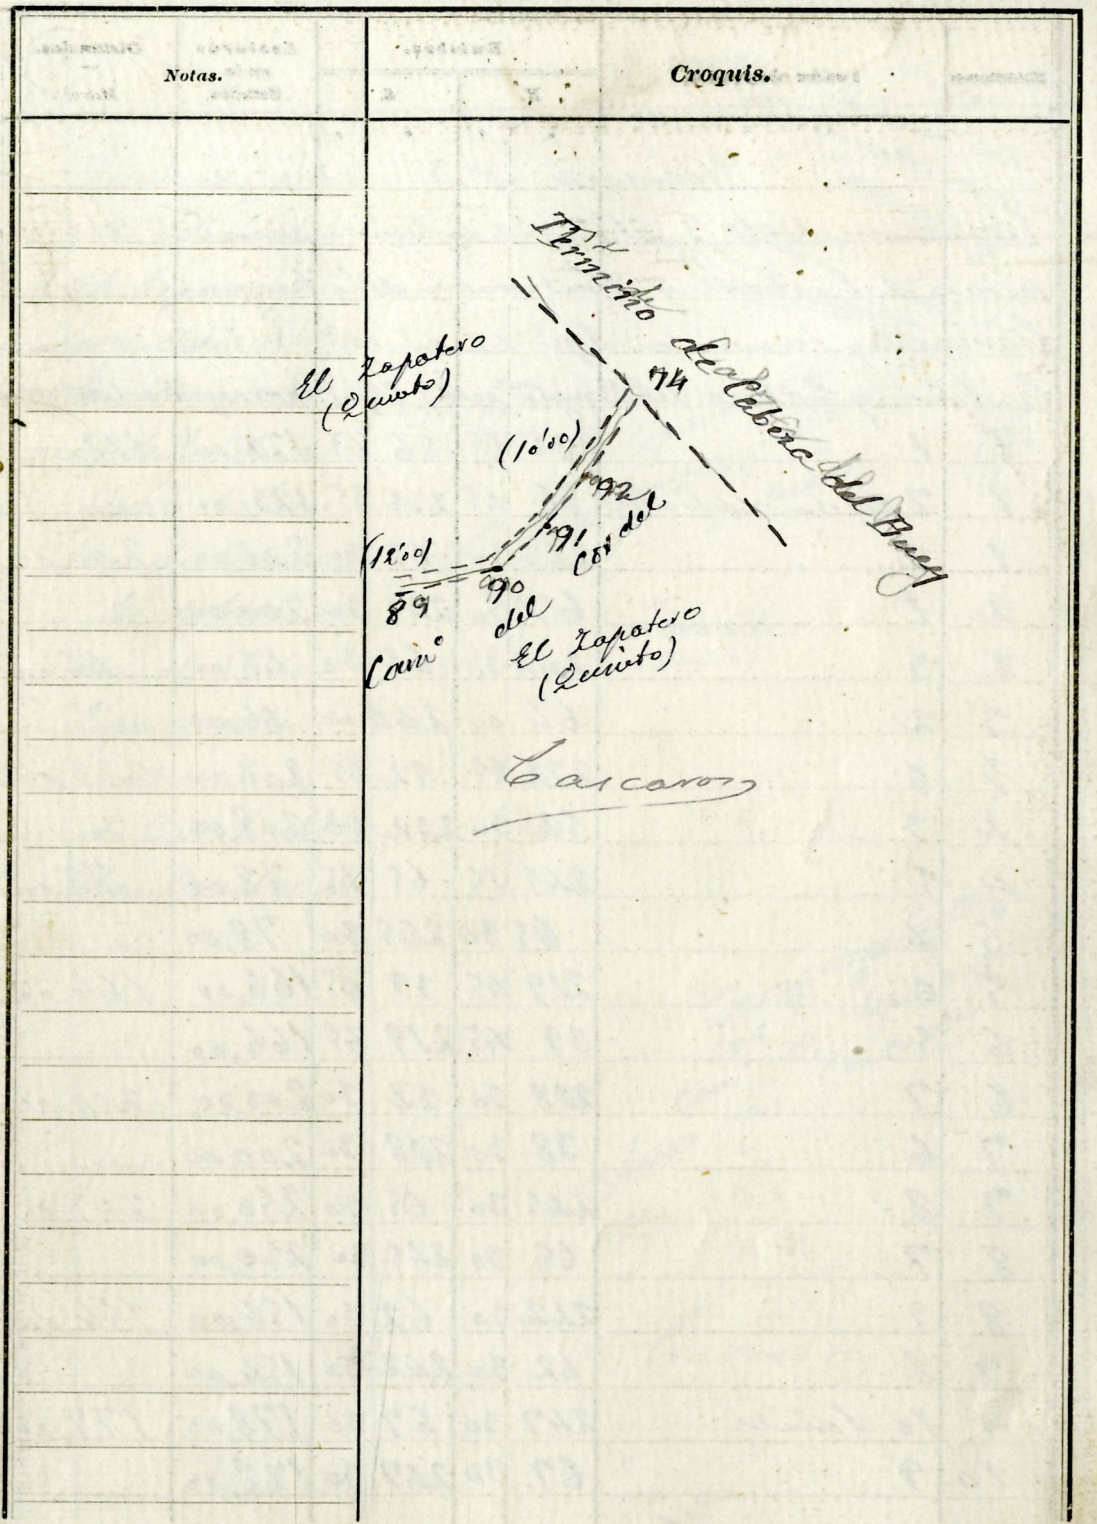 Notas.
Croquis.
Término de Cabeza del Buey
El Zapatero
(Quinto)
74
(10'00)
92
91
Cordel
(12'00)
90
89
del
Cam°
El Zapatero
(Quinto)